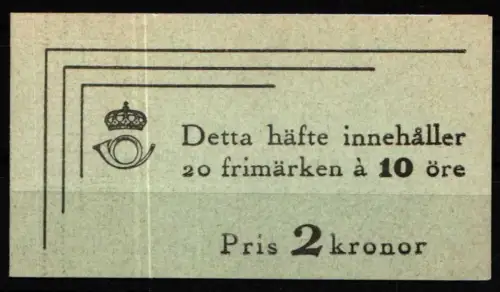 Detta häfte innehåller
20 frimärken à 10 öre
Pris 2 kronor